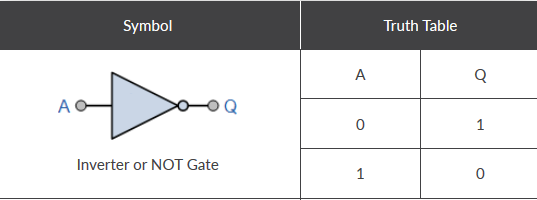 Symbol Truth Table
A Q
A Q
0 1
Inverter or NOT Gate
1 0